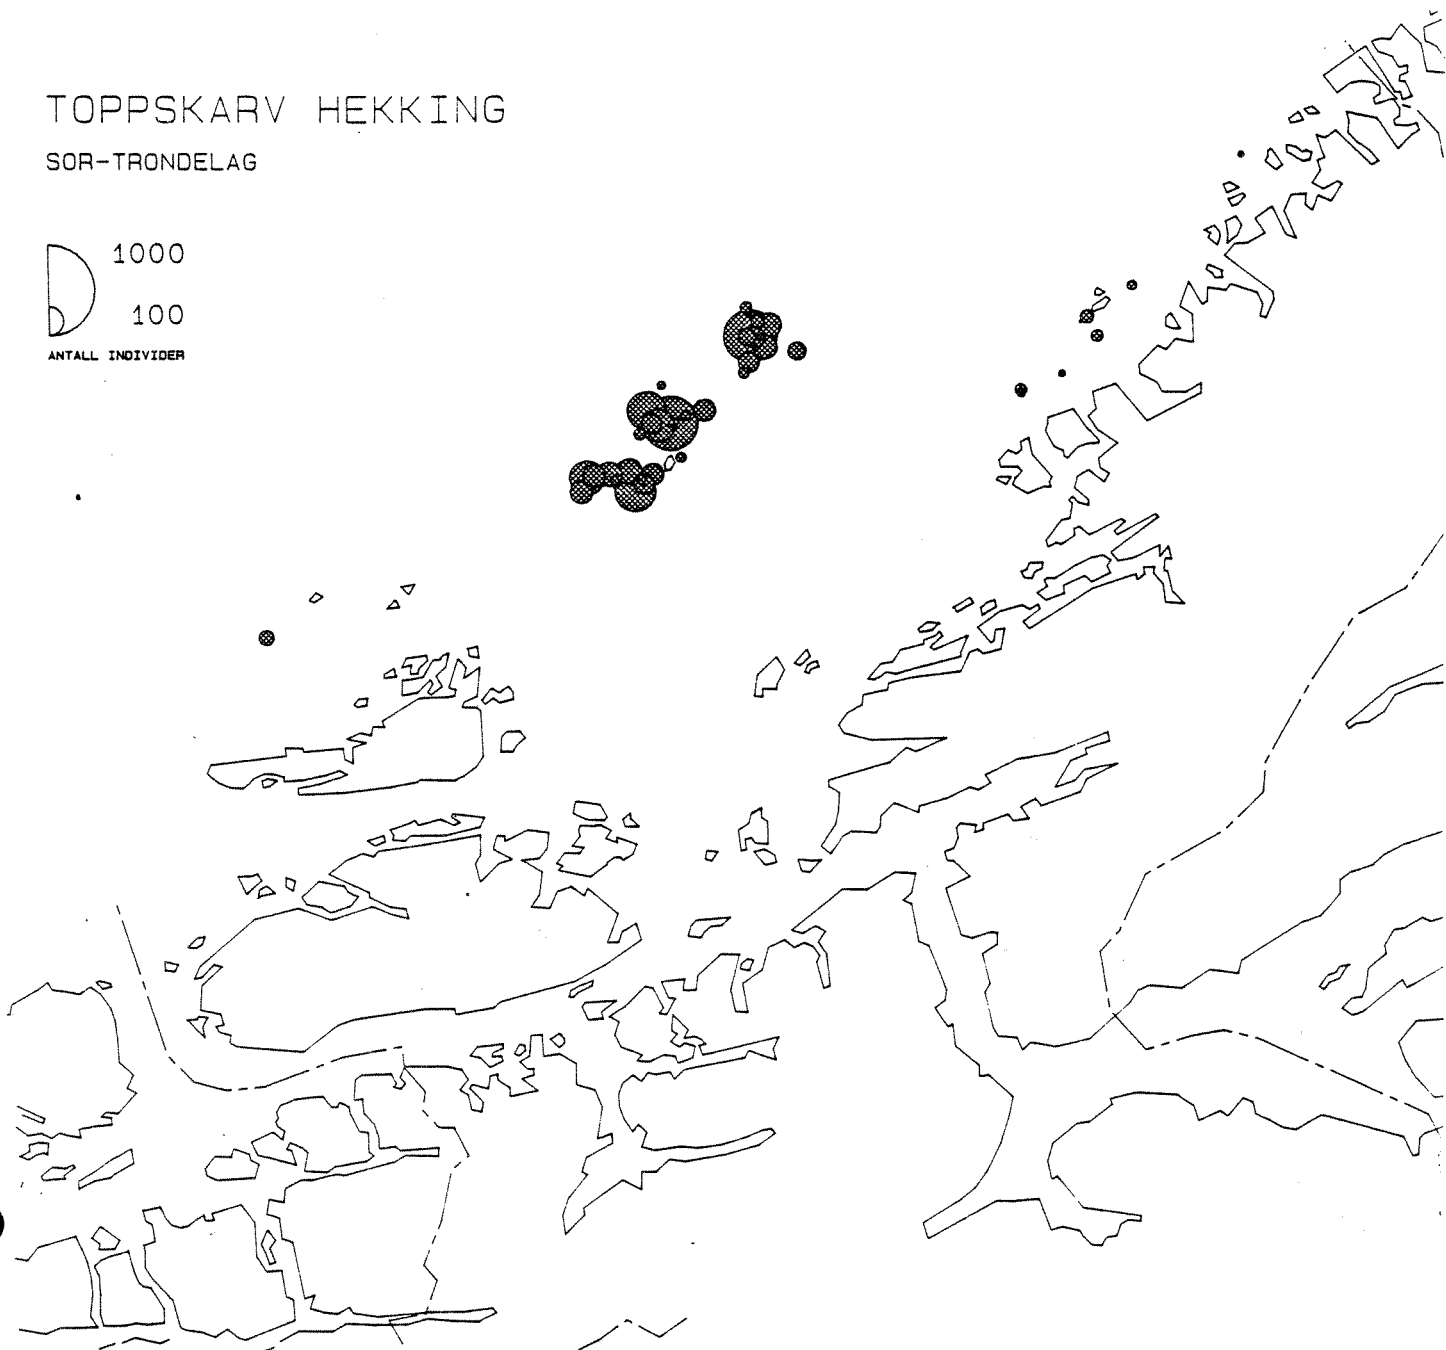 TOPPSKARV HEKKING
SOR-TRONDELAG
1000
100
ANTALL INDIVIDER